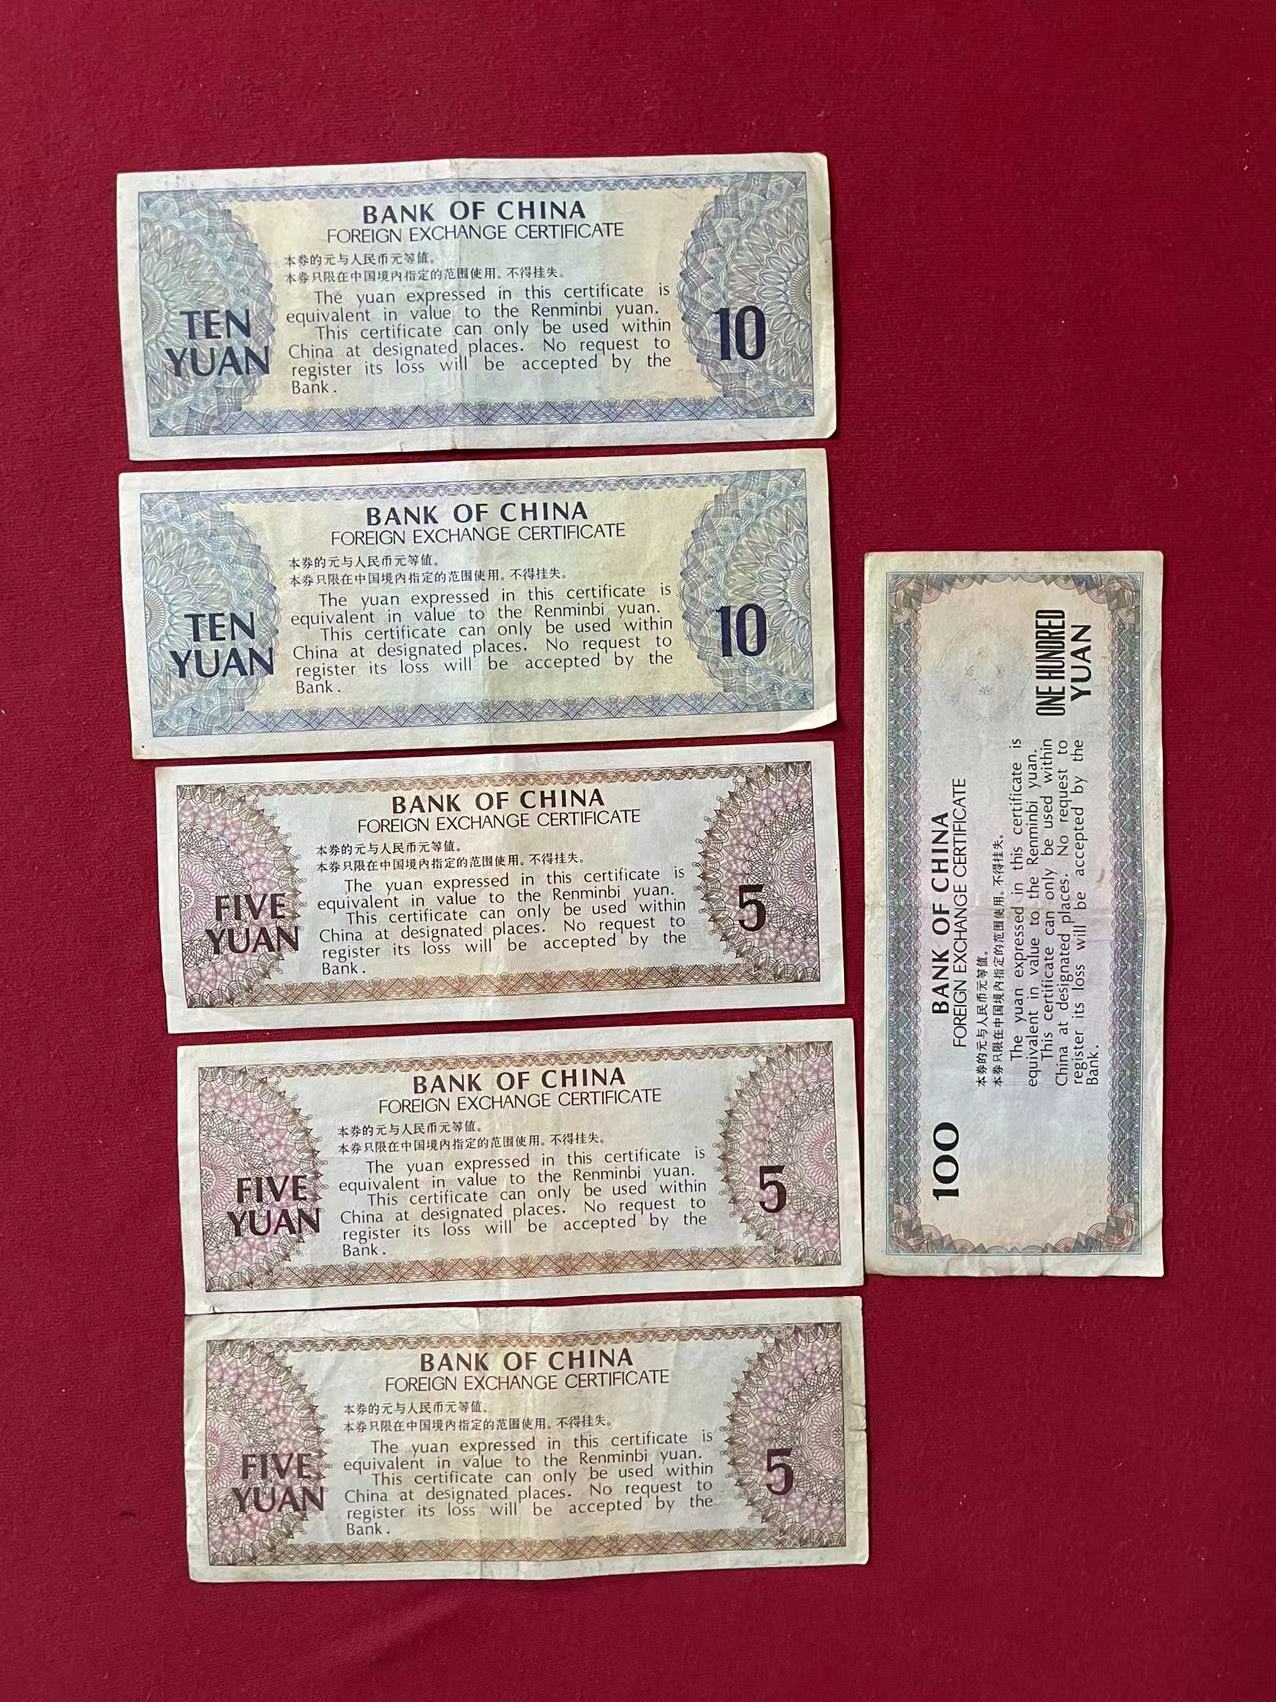 BANK OF CHINA
FOREIGN EXCHANGE CERTIFICATE
本券的元与人民币元等值。
本券只限在中国境内指定的范围使用。不得挂失。
The yuan expressed in this certificate is
equivalent in value to the Renminbi yuan.
This certificate can only be used within
China at designated places. No request to
register its loss will be accepted by the
Bank.
TEN
YUAN
10
BANK OF CHINA
FOREIGN EXCHANGE CERTIFICATE
本券的元与人民币元等值。
本券只限在中国境内指定的范围使用。不得挂失。
The yuan expressed in this certificate is
equivalent in value to the Renminbi yuan.
This certificate can only be used within
China at designated places. No request to
register its loss will be accepted by the
Bank.
TEN
YUAN
10
BANK OF CHINA
FOREIGN EXCHANGE CERTIFICATE
本券的元与人民币元等值。
本券只限在中国境内指定的范围使用。不得挂失。
The yuan expressed in this certificate is
equivalent in value to the Renminbi yuan.
This certificate can only be used within
China at designated places. No request to
register its loss will be accepted by the
Bank.
FIVE
YUAN
5
BANK OF CHINA
FOREIGN EXCHANGE CERTIFICATE
本券的元与人民币元等值。
本券只限在中国境内指定的范围使用。不得挂失。
The yuan expressed in this certificate is
equivalent in value to the Renminbi yuan.
This certificate can only be used within
China at designated places. No request to
register its loss will be accepted by the
Bank.
FIVE
YUAN
5
BANK OF CHINA
FOREIGN EXCHANGE CERTIFICATE
本券的元与人民币元等值。
本券只限在中国境内指定的范围使用。不得挂失。
The yuan expressed in this certificate is
equivalent in value to the Renminbi yuan.
This certificate can only be used within
China at designated places. No request to
register its loss will be accepted by the
Bank.
FIVE
YUAN
5
100
BANK OF CHINA
FOREIGN EXCHANGE CERTIFICATE
本券的元与人民币元等值。
本券只限在中国境内指定的范围使用。不得挂失。
The yuan expressed in this certificate is
equivalent in value to the Renminbi yuan.
This certificate can only be used within
China at designated places. No request to
register its loss will be accepted by the
Bank.
ONE HUNDRED
YUAN